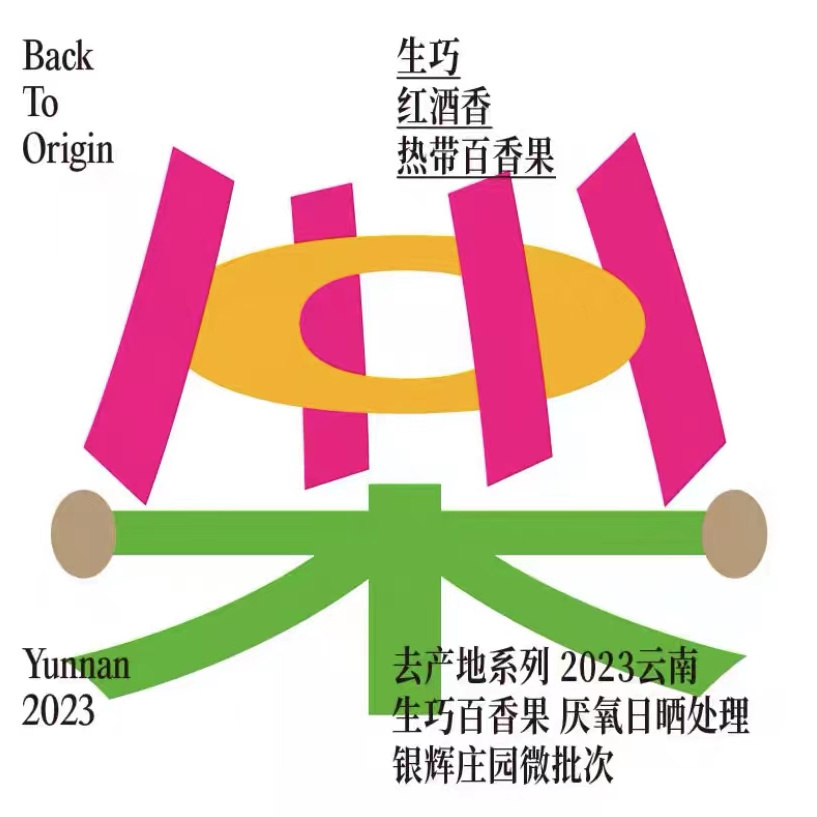 Back
To
Origin
生巧
红酒香
热带百香果
Yunnan
2023
去产地系列 2023云南
生巧百香果 厌氧日晒处理
银辉庄园微批次